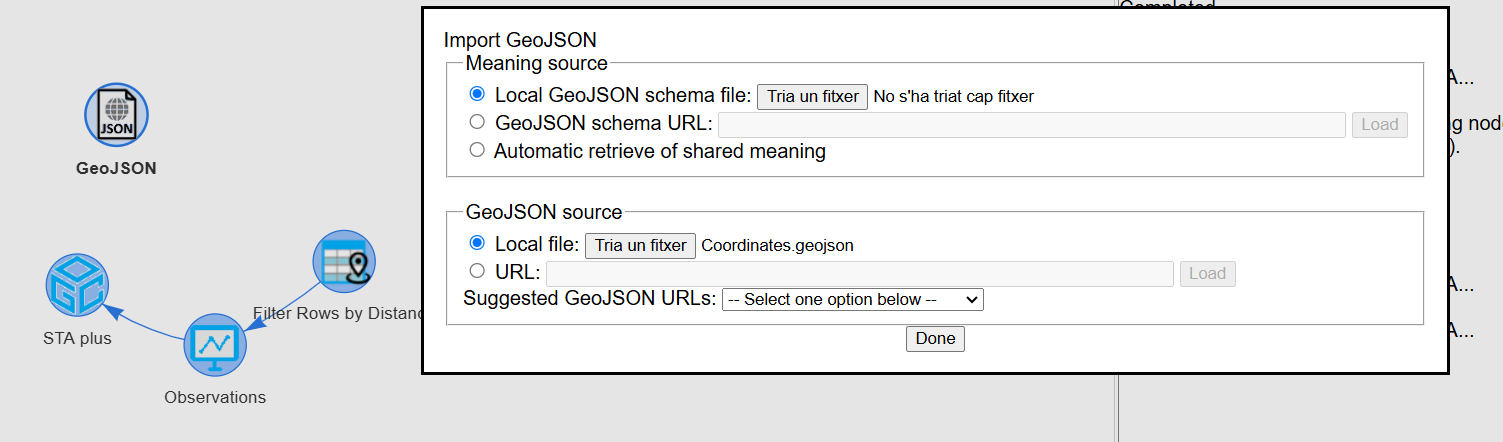 Completed
Import GeoJSON
Meaning source
Local GeoJSON schema file: Tria un fitxer No s'ha triat cap fitxer
GeoJSON schema URL: Load
Automatic retrieve of shared meaning
GeoJSON source
Local file: Tria un fitxer Coordinates.geojson
URL: Load
Suggested GeoJSON URLs: -- Select one option below --
Done
JSON
GeoJSON
STA plus
Filter Rows by Distanc
Observations
A...
g node
).
A...
A...